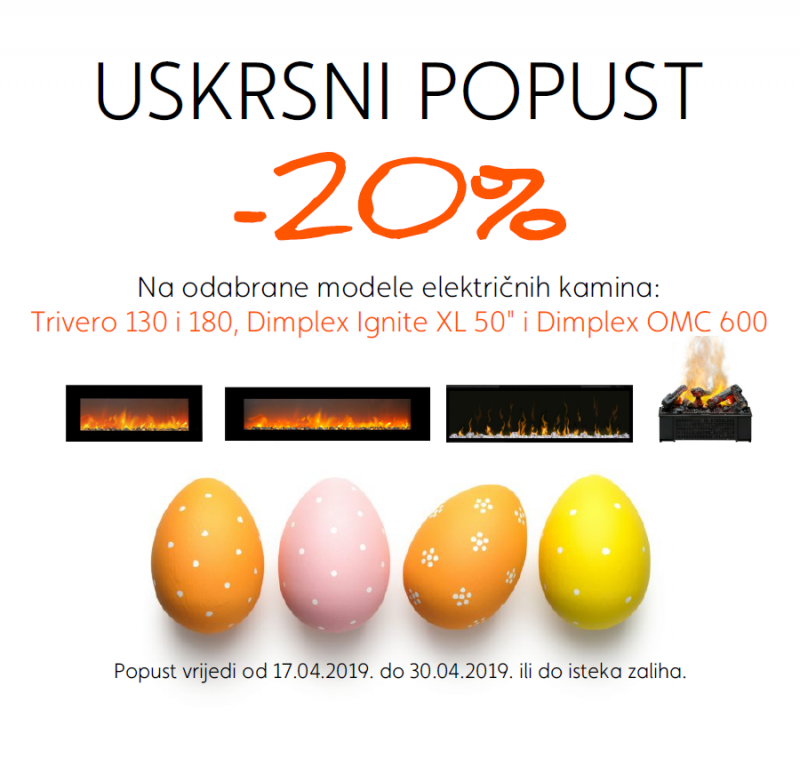 USKRSNI POPUST
-20%
Na odabrane modele električnih kamina:
Trivero 130 i 180, Dimplex Ignite XL 50" i Dimplex OMC 600
Popust vrijedi od 17.04.2019. do 30.04.2019. ili do isteka zaliha.